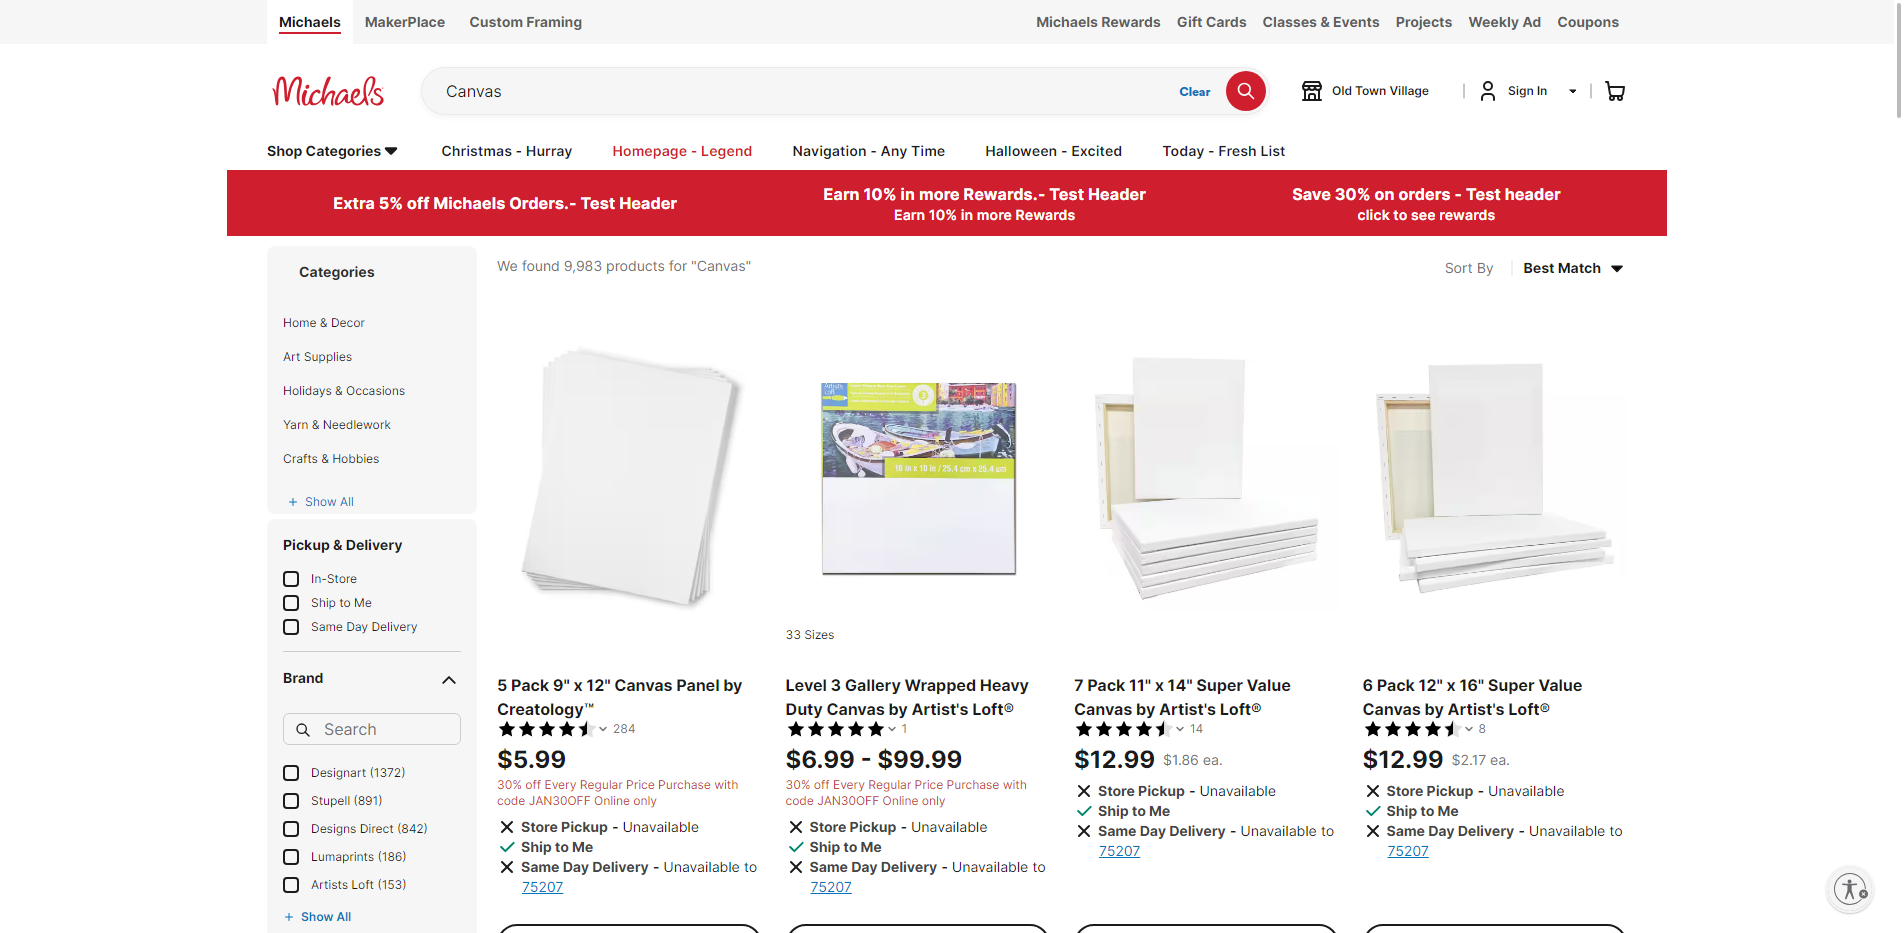 Michaels
MakerPlace
Custom Framing
Michaels Rewards
Gift Cards
Classes & Events
Projects
Weekly Ad
Coupons
Michaels
Canvas
Clear
Old Town Village
Sign In
Shop Categories
Christmas - Hurray
Homepage - Legend
Navigation - Any Time
Halloween - Excited
Today - Fresh List
Extra 5% off Michaels Orders.- Test Header
Earn 10% in more Rewards.- Test Header
Earn 10% in more Rewards
Save 30% on orders - Test header
click to see rewards
Categories
Home & Decor
Art Supplies
Holidays & Occasions
Yarn & Needlework
Crafts & Hobbies
+ Show All
Pickup & Delivery
In-Store
Ship to Me
Same Day Delivery
Brand
Search
Designart (1372)
Stupell (891)
Designs Direct (842)
Lumaprints (186)
Artists Loft (153)
+ Show All
We found 9,983 products for "Canvas"
Sort By
Best Match
5 Pack 9" x 12" Canvas Panel by
Creatology™
284
$5.99
30% off Every Regular Price Purchase with
code JAN30OFF Online only
Store Pickup - Unavailable
Ship to Me
Same Day Delivery - Unavailable to
75207
3
10 in x 10 in / 25.4 cm x 25.4 cm
33 Sizes
Level 3 Gallery Wrapped Heavy
Duty Canvas by Artist's Loft®
1
$6.99 - $99.99
30% off Every Regular Price Purchase with
code JAN30OFF Online only
Store Pickup - Unavailable
Ship to Me
Same Day Delivery - Unavailable to
75207
7 Pack 11" x 14" Super Value
Canvas by Artist's Loft®
14
$12.99 $1.86 ea.
Store Pickup - Unavailable
Ship to Me
Same Day Delivery - Unavailable to
75207
6 Pack 12" x 16" Super Value
Canvas by Artist's Loft®
8
$12.99 $2.17 ea.
Store Pickup - Unavailable
Ship to Me
Same Day Delivery - Unavailable to
75207